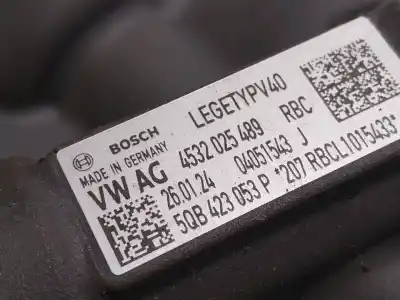 BOSCH LEGETYPV40
MADE IN GERMANY 4532 025 489 RBC
VW AG 26.01.24 04051543 J
5QB 423 053 P *207 RBCL1015433*